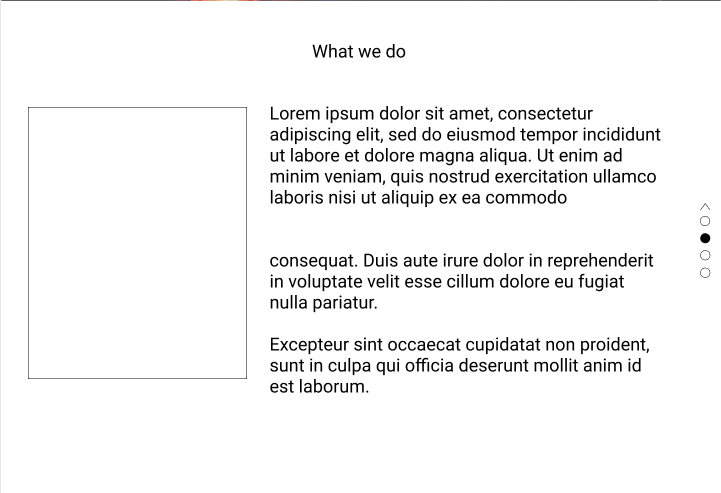 What we do
Lorem ipsum dolor sit amet, consectetur
adipiscing elit, sed do eiusmod tempor incididunt
ut labore et dolore magna aliqua. Ut enim ad
minim veniam, quis nostrud exercitation ullamco
laboris nisi ut aliquip ex ea commodo
consequat. Duis aute irure dolor in reprehenderit
in voluptate velit esse cillum dolore eu fugiat
nulla pariatur.
Excepteur sint occaecat cupidatat non proident,
sunt in culpa qui officia deserunt mollit anim id
est laborum.